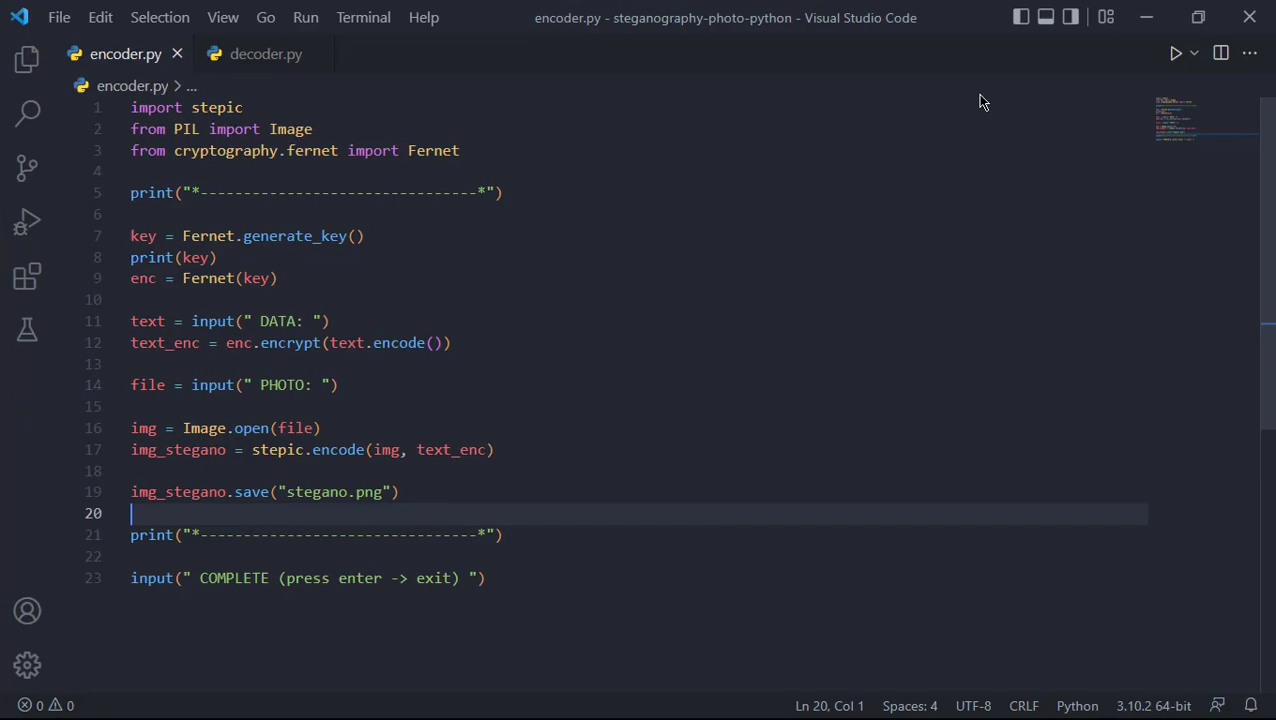 File Edit Selection View Go Run Terminal Help encoder.py - steganography-photo-python - Visual Studio Code
encoder.py decoder.py
encoder.py > ...
1 import stepic
2 from PIL import Image
3 from cryptography.fernet import Fernet
4
5 print("*--------------------------------*")
6
7 key = Fernet.generate_key()
8 print(key)
9 enc = Fernet(key)
10
11 text = input(" DATA: ")
12 text_enc = enc.encrypt(text.encode())
13
14 file = input(" PHOTO: ")
15
16 img = Image.open(file)
17 img_stegano = stepic.encode(img, text_enc)
18
19 img_stegano.save("stegano.png")
20
21 print("*--------------------------------*")
22
23 input(" COMPLETE (press enter -> exit) ")
0 0 Ln 20, Col 1 Spaces: 4 UTF-8 CRLF Python 3.10.2 64-bit